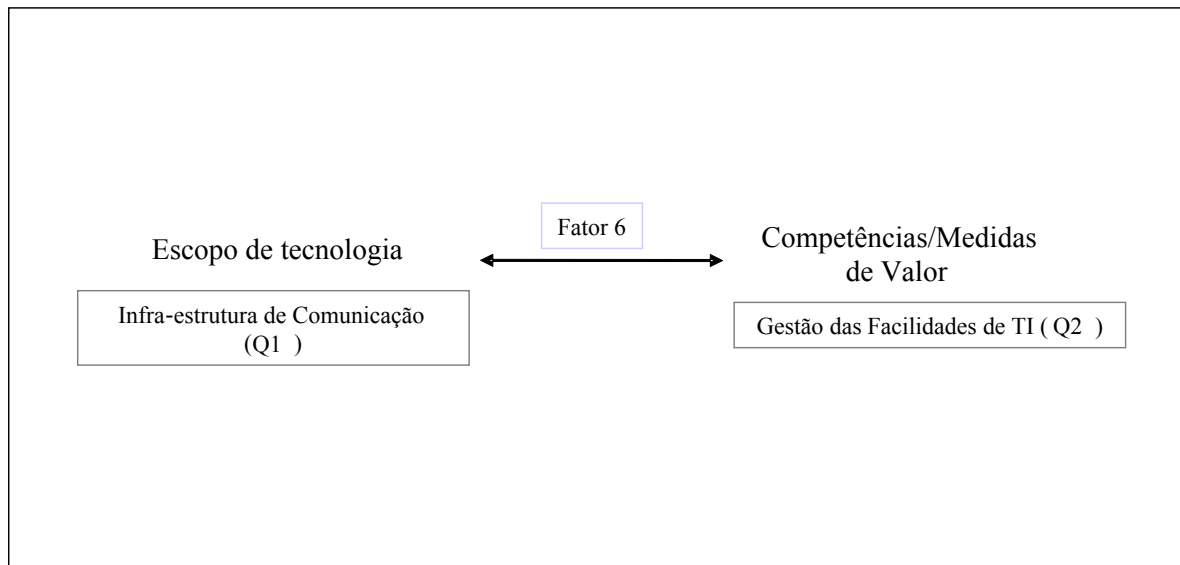 Fator 6
Escopo de tecnologia
Infra-estrutura de Comunicação
(Q1 )
Competências/Medidas
de Valor
Gestão das Facilidades de TI ( Q2 )